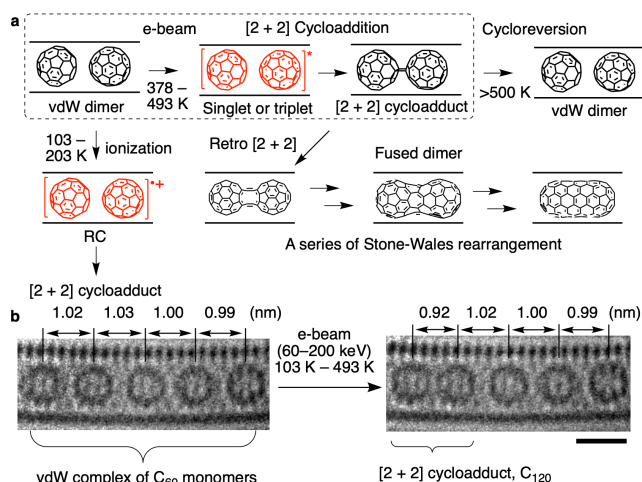 a
e-beam
[2 + 2] Cycloaddition
Cycloreversion
378 –
493 K
*
>500 K
vdW dimer
Singlet or triplet
[2 + 2] cycloadduct
vdW dimer
103 –
203 K
ionization
Retro [2 + 2]
Fused dimer
•+
RC
A series of Stone-Wales rearrangement
[2 + 2] cycloadduct
b
1.02 1.03 1.00 0.99 (nm)
0.92 1.02 1.00 0.99 (nm)
e-beam
(60–200 keV)
103 K – 493 K
vdW complex of C60 monomers
[2 + 2] cycloadduct, C120